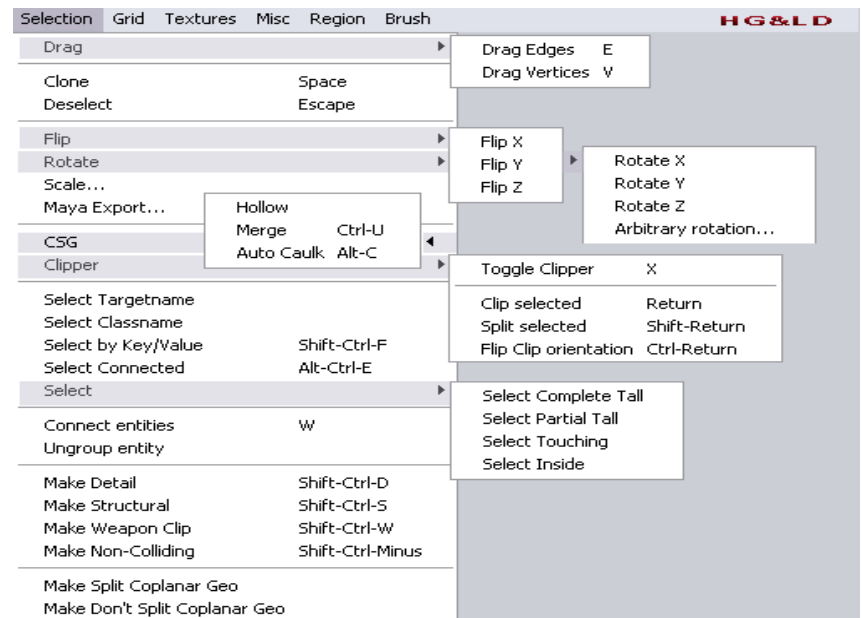 Selection Grid Textures Misc Region Brush HG&LD
Drag
Drag Edges E
Drag Vertices V
Clone Space
Deselect Escape
Flip
Flip X
Flip Y
Flip Z
Rotate
Rotate X
Rotate Y
Rotate Z
Arbitrary rotation...
Scale...
Maya Export...
CSG
Hollow
Merge Ctrl-U
Auto Caulk Alt-C
Clipper
Toggle Clipper X
Clip selected Return
Split selected Shift-Return
Flip Clip orientation Ctrl-Return
Select Targetname
Select Classname
Select by Key/Value Shift-Ctrl-F
Select Connected Alt-Ctrl-E
Select
Select Complete Tall
Select Partial Tall
Select Touching
Select Inside
Connect entities W
Ungroup entity
Make Detail Shift-Ctrl-D
Make Structural Shift-Ctrl-S
Make Weapon Clip Shift-Ctrl-W
Make Non-Colliding Shift-Ctrl-Minus
Make Split Coplanar Geo
Make Don't Split Coplanar Geo